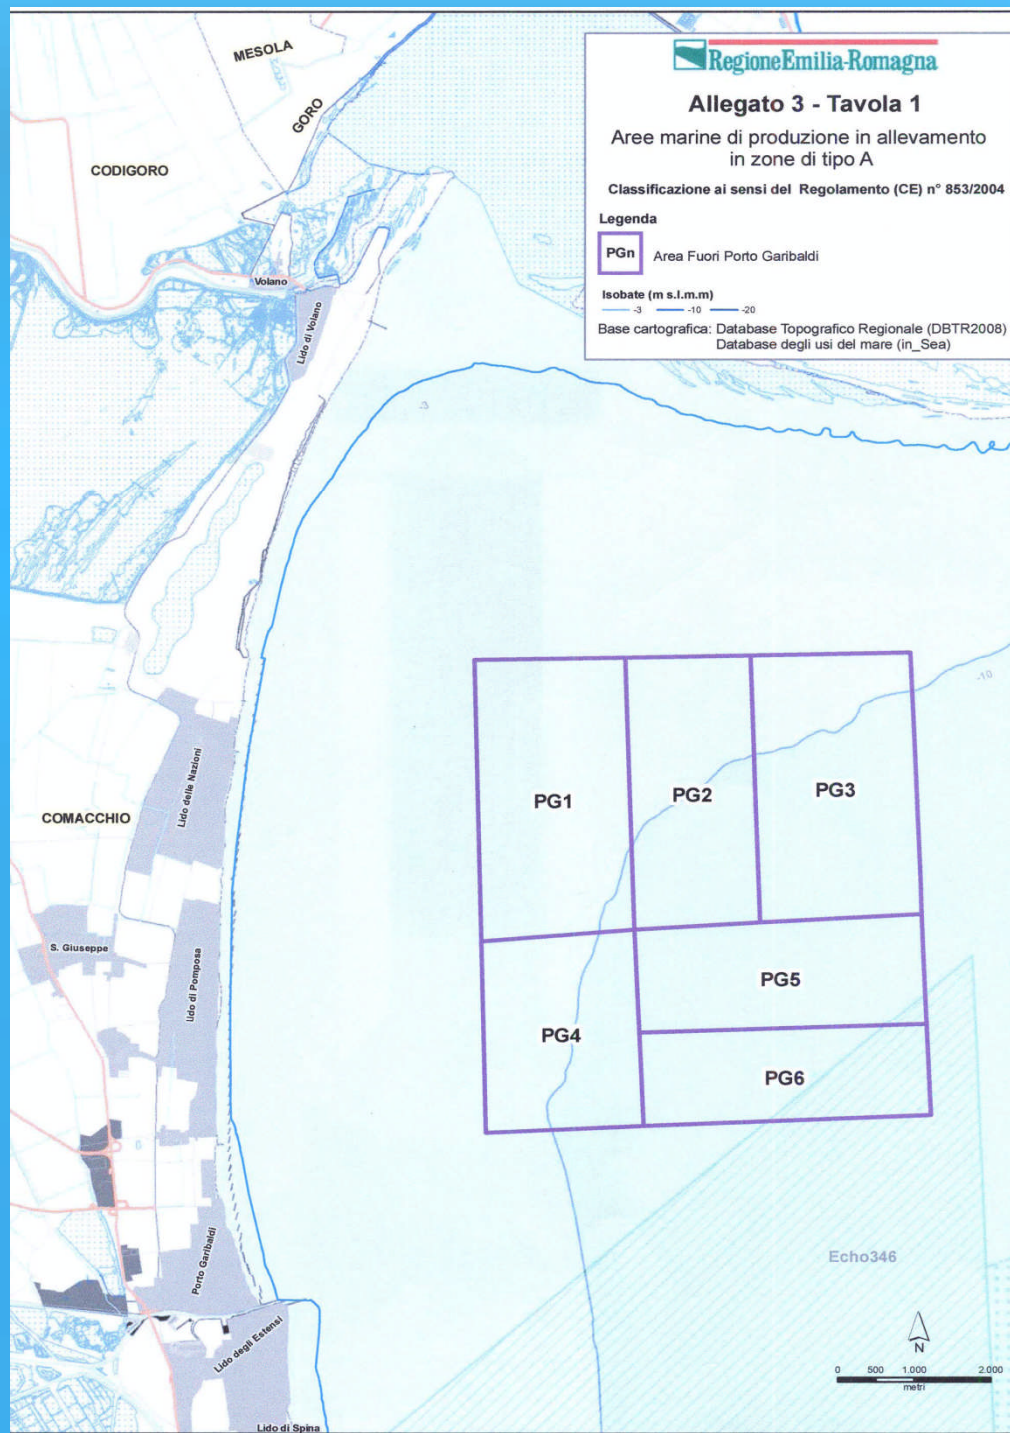 RegioneEmilia-Romagna
Allegato 3 - Tavola 1
Aree marine di produzione in allevamento
in zone di tipo A
Classificazione ai sensi del Regolamento (CE) n° 853/2004
Legenda
PGn Area Fuori Porto Garibaldi
Isobate (m s.l.m.m)
-3 -10 -20
Base cartografica: Database Topografico Regionale (DBTR2008)
Database degli usi del mare (in_Sea)
MESOLA
GORO
CODIGORO
Volano
Lido di Volano
-3
-10
Lido delle Nazioni
COMACCHIO
PG1
PG2
PG3
S. Giuseppe
Lido di Pomposa
PG4
PG5
PG6
Porto Garibaldi
Echo346
Lido degli Estensi
Lido di Spina
N
0 500 1.000 2.000
metri